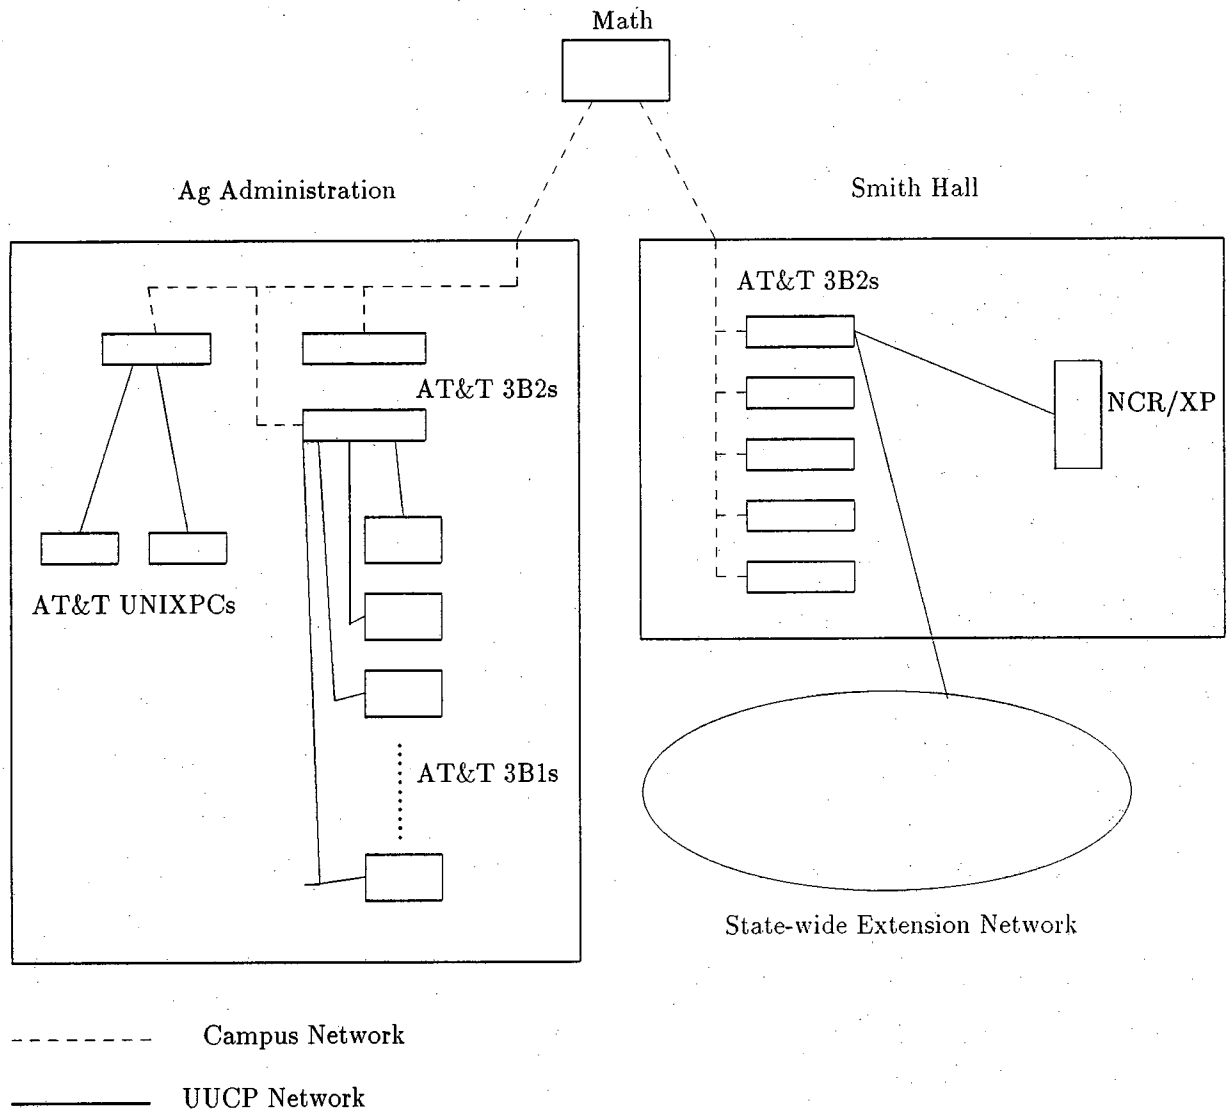 Math
Ag Administration
Smith Hall
AT&T 3B2s
AT&T 3B2s
NCR/XP
AT&T UNIXPCs
AT&T 3B1s
State-wide Extension Network
Campus Network
UUCP Network